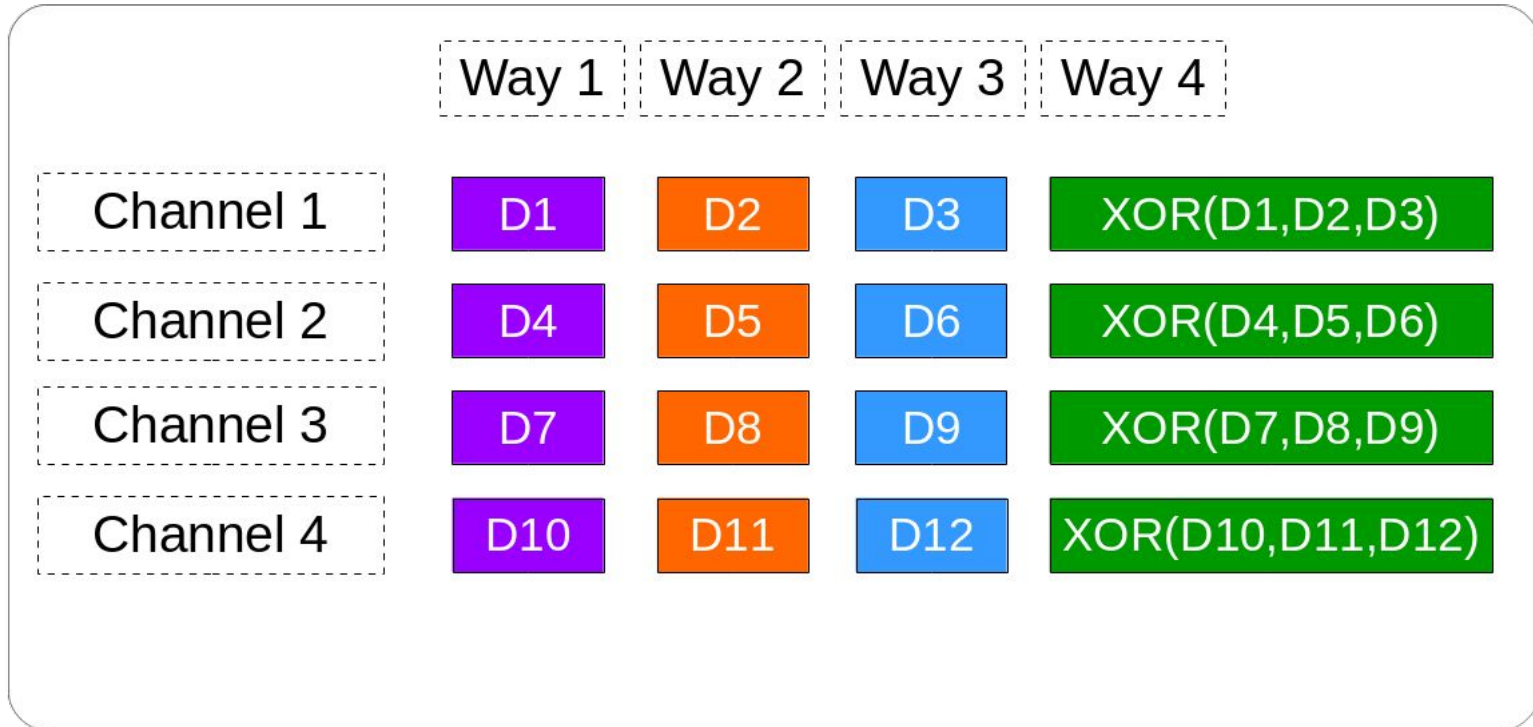 Way 1 Way 2 Way 3 Way 4
Channel 1 D1 D2 D3 XOR(D1,D2,D3)
Channel 2 D4 D5 D6 XOR(D4,D5,D6)
Channel 3 D7 D8 D9 XOR(D7,D8,D9)
Channel 4 D10 D11 D12 XOR(D10,D11,D12)